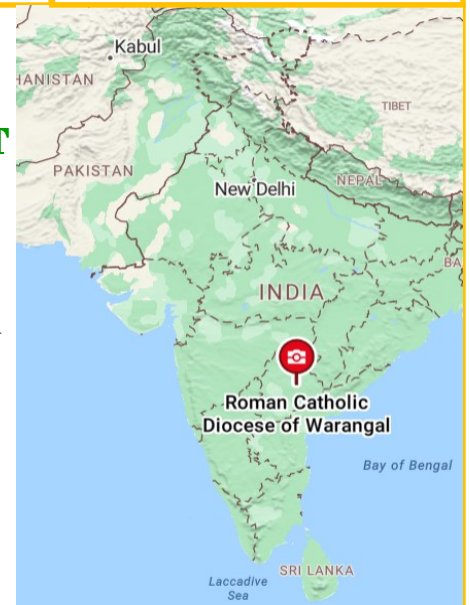 Kabul
HANISTAN
T
TIBET
PAKISTAN
New Delhi
NEPAL
BA
INDIA
Roman Catholic
Diocese of Warangal
Bay of Bengal
SRI LANKA
Laccadive
Sea